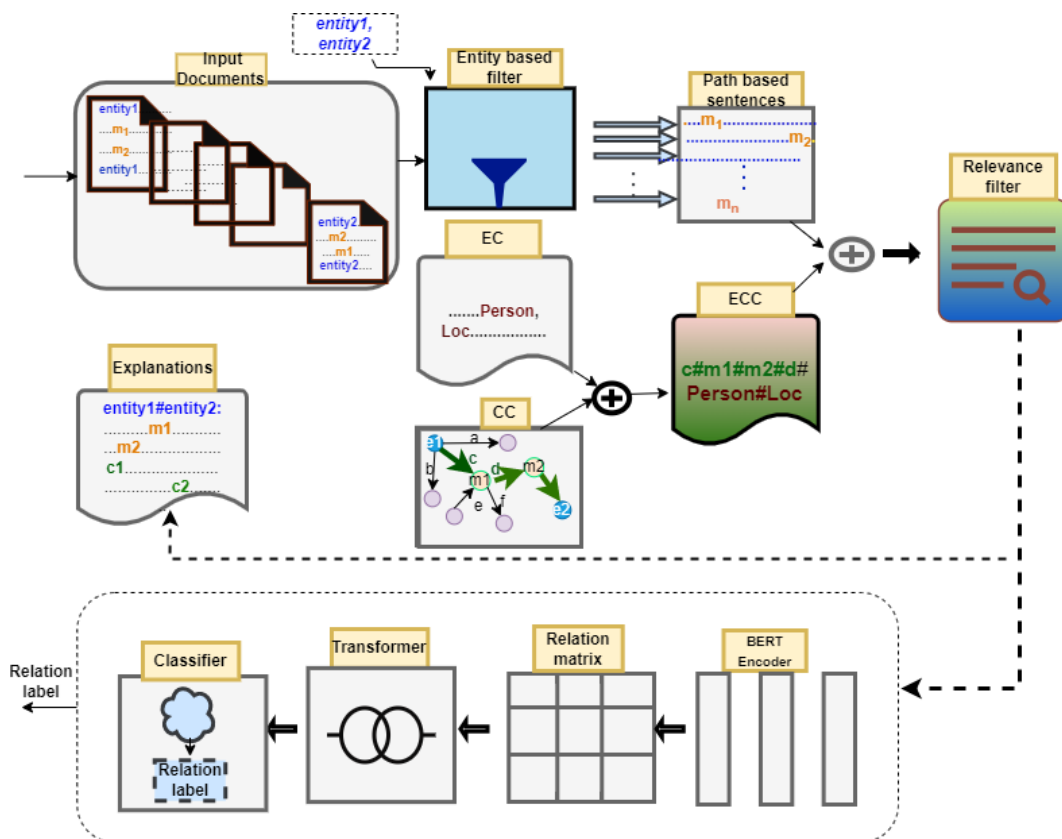 entity1,
entity2
Input
Documents
entity1..........
....m1............
....m2............
entity1......
entity2.
....m2........
....m1....
entity2....
Entity based
filter
Path based
sentences
..m1......................
m2.
mn
Relevance
filter
EC
.......Person,
Loc..................
ECC
c#m1#m2#d#
Person#Loc
Explanations
entity1#entity2:
...........m1..............
...m2....................
c1.......................
.................c2.......
CC
e1
a
b
c
d
m1
m2
e
f
e2
Relation
label
Classifier
Relation
label
Transformer
Relation
matrix
BERT
Encoder